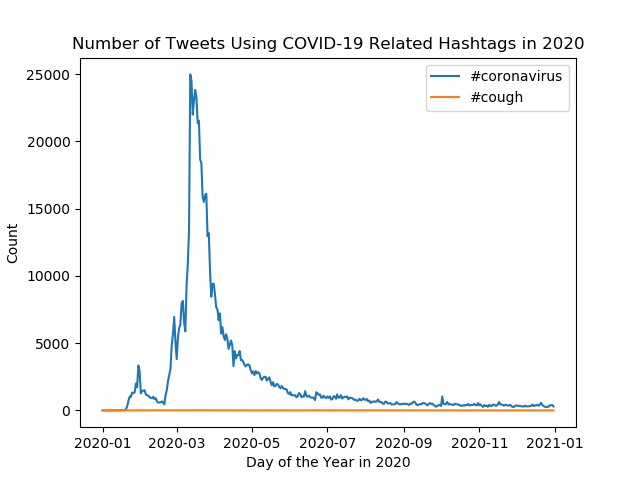 Number of Tweets Using COVID-19 Related Hashtags in 2020
#coronavirus
#cough
25000
20000
15000
10000
5000
0
Count
2020-01 2020-03 2020-05 2020-07 2020-09 2020-11 2021-01
Day of the Year in 2020